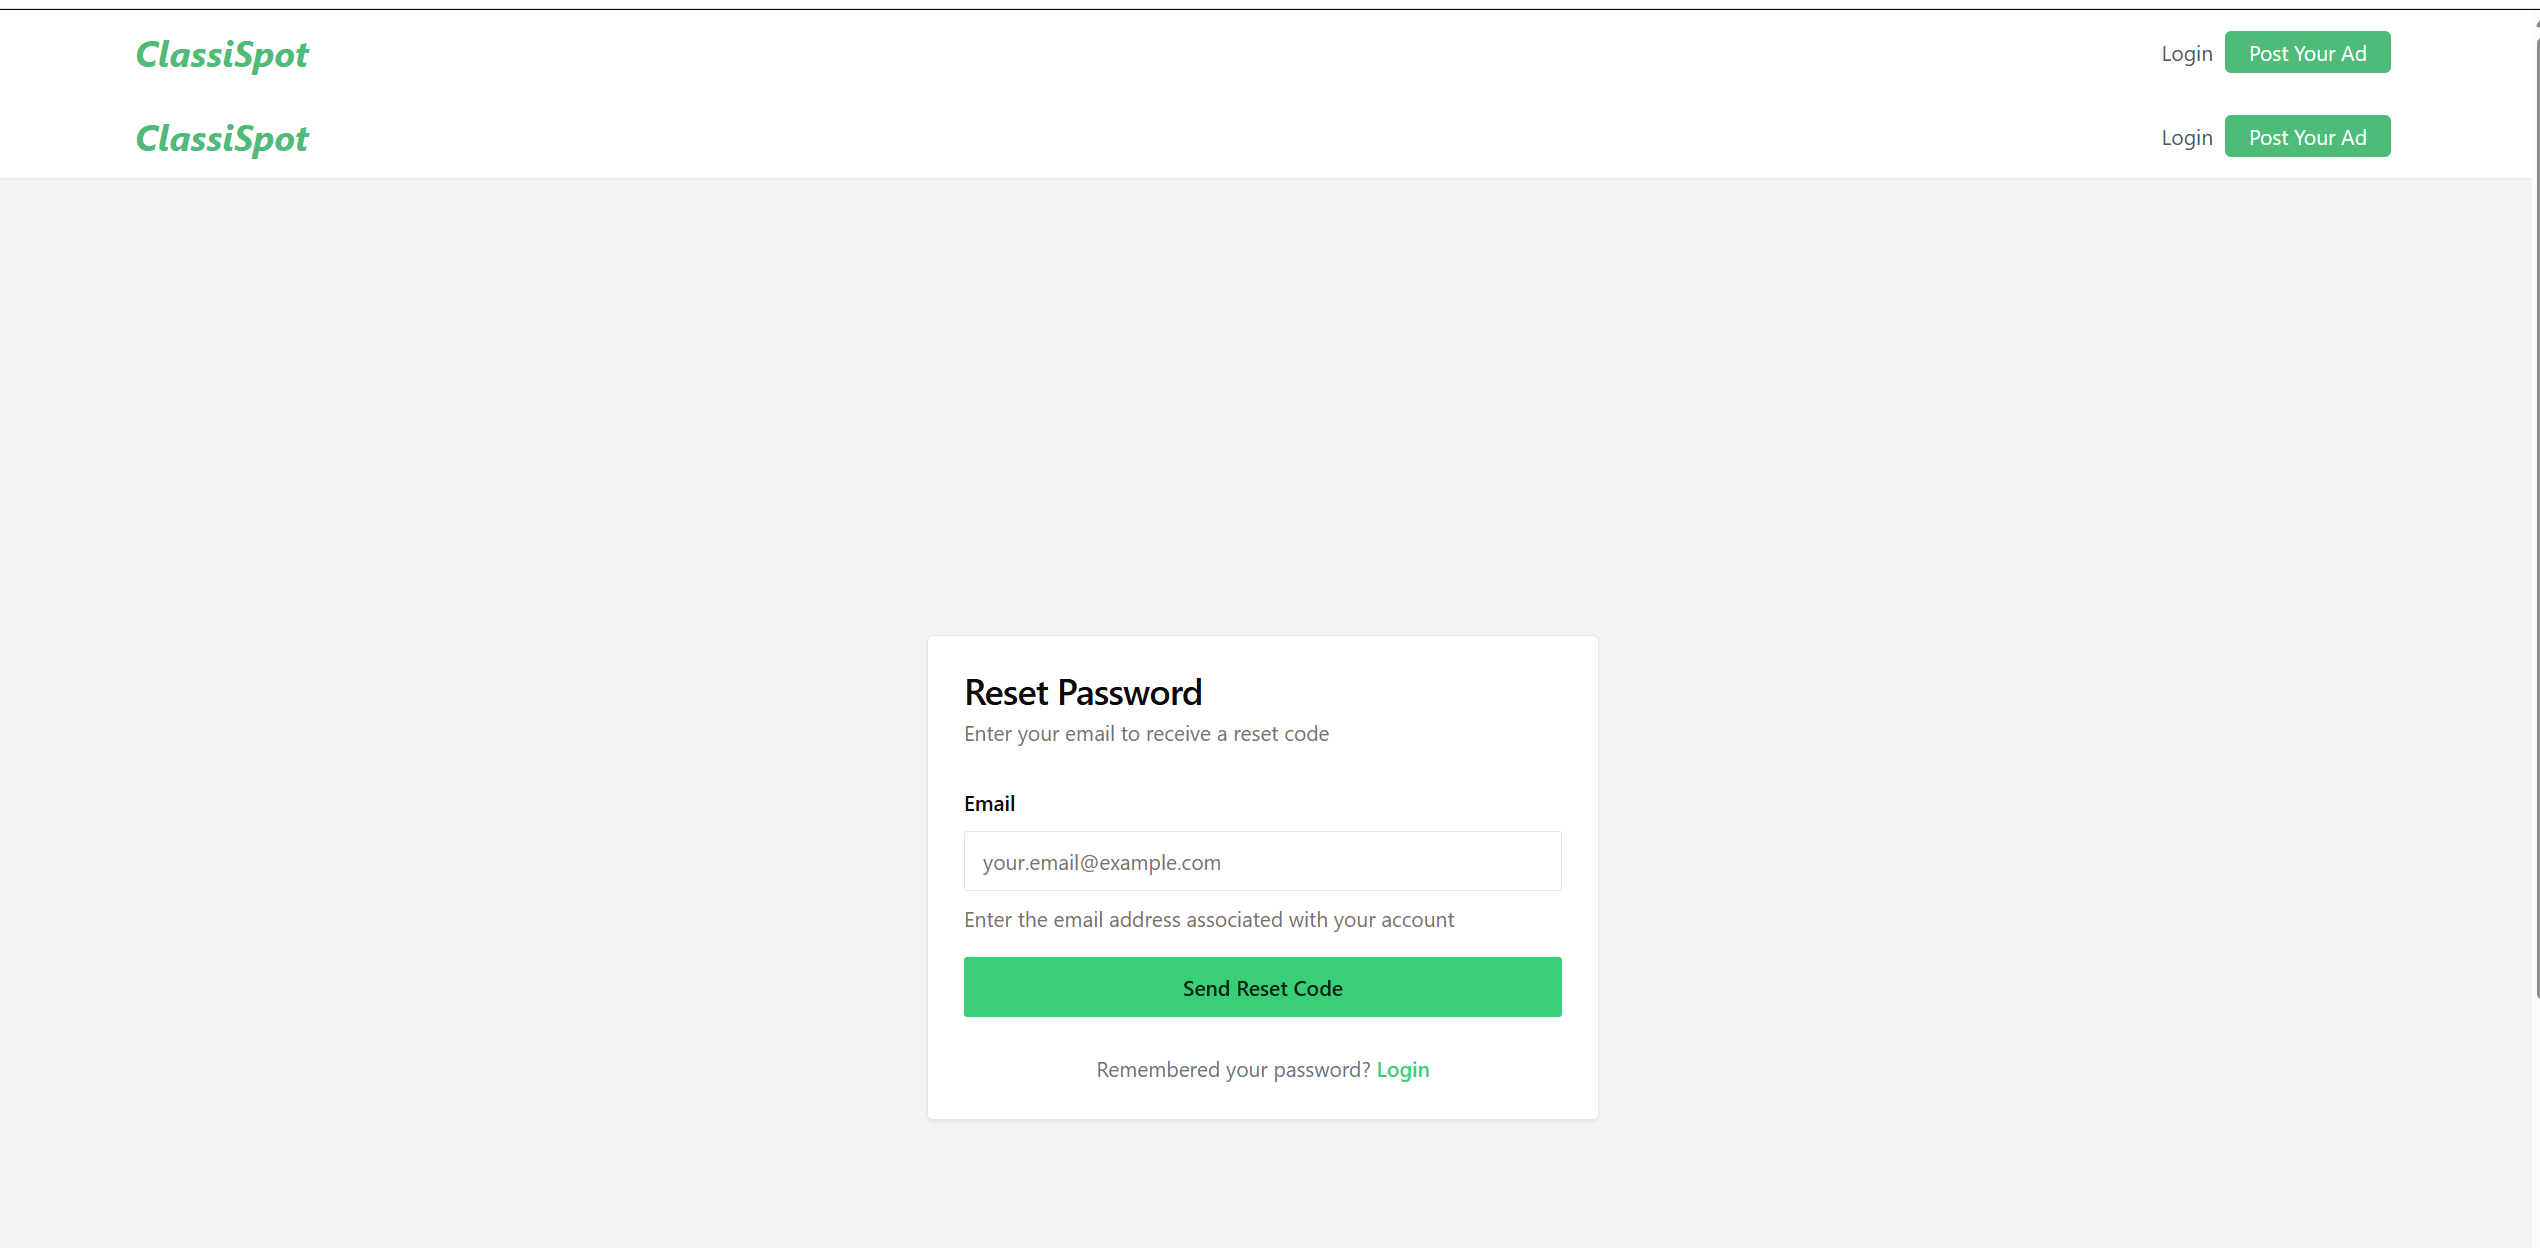 ClassiSpot Login Post Your Ad
ClassiSpot Login Post Your Ad
Reset Password
Enter your email to receive a reset code
Email
your.email@example.com
Enter the email address associated with your account
Send Reset Code
Remembered your password? Login